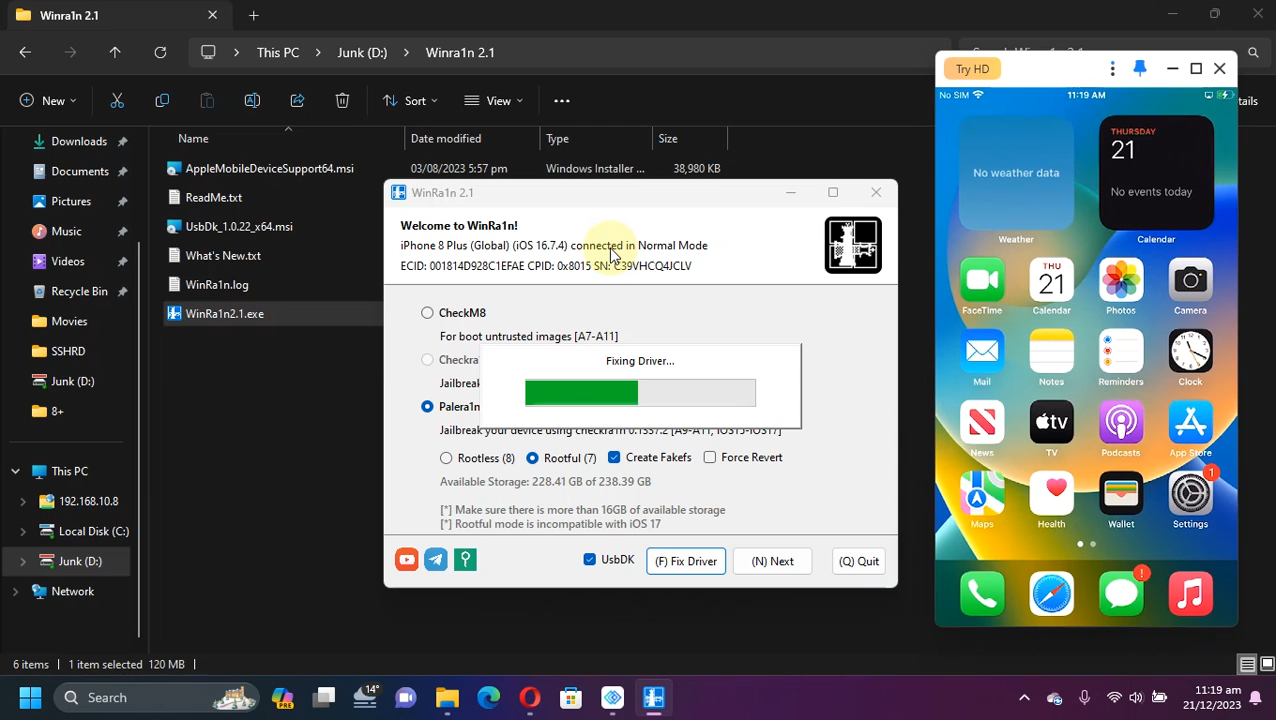 Winra1n 2.1
This PC > Junk (D:) > Winra1n 2.1
New
Sort
View
Name
Date modified
Type
Size
Downloads
Documents
Pictures
Music
Videos
Recycle Bin
Movies
SSHRD
Junk (D:)
8+
This PC
192.168.10.8
Local Disk (C:)
Junk (D:)
Network
AppleMobileDeviceSupport64.msi
02/08/2023 5:57 pm
Windows Installer ...
38,980 KB
ReadMe.txt
UsbDk_1.0.22_x64.msi
What's New.txt
WinRa1n.log
WinRa1n2.1.exe
WinRa1n 2.1
Welcome to WinRa1n!
iPhone 8 Plus (Global) (iOS 16.7.4) connected in Normal Mode
ECID: 001814D928C1EFAE CPID: 0x8015 SN: C39VHCQ4JCLV
CheckM8
For boot untrusted images [A7-A11]
Checkra
Jailbreak
Fixing Driver...
Palera1n
Jailbreak your device using checkra1n 0.1337.2 [A9-A11, iOS15-iOS17]
Rootless (8)
Rootful (7)
Create Fakefs
Force Revert
Available Storage: 228.41 GB of 238.39 GB
[*] Make sure there is more than 16GB of available storage
[*] Rootful mode is incompatible with iOS 17
UsbDK
(F) Fix Driver
(N) Next
(Q) Quit
Try HD
No SIM
11:19 AM
No weather data
Weather
THURSDAY
21
No events today
Calendar
FaceTime
THU
21
Calendar
Photos
Camera
Mail
Notes
Reminders
Clock
News
tv
TV
Podcasts
App Store
Maps
Health
Wallet
1
Settings
!
tails
6 items
1 item selected 120 MB
Search
PRE
14°
11:19 am
21/12/2023